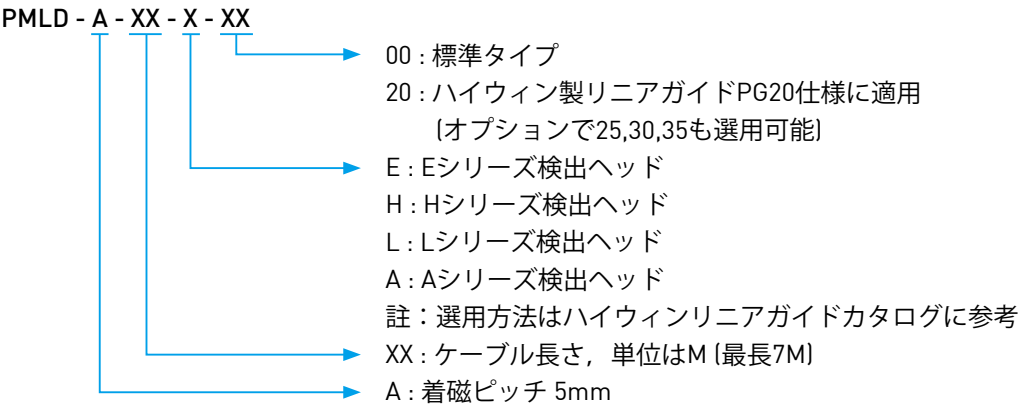 PMLD - A - XX - X - XX
00 : 標準タイプ
20 : ハイウィン製リニアガイドPG20仕様に適用
(オプションで25,30,35も選用可能)
E : Eシリーズ検出ヘッド
H : Hシリーズ検出ヘッド
L : Lシリーズ検出ヘッド
A : Aシリーズ検出ヘッド
註：選用方法はハイウィンリニアガイドカタログに参考
XX : ケーブル長さ，単位はM (最長7M)
A : 着磁ピッチ 5mm